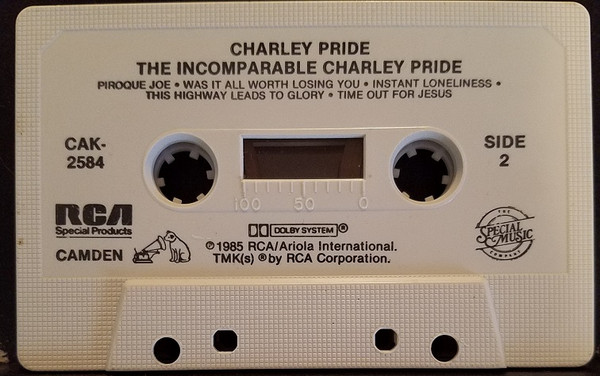 CHARLEY PRIDE
THE INCOMPARABLE CHARLEY PRIDE
PIROQUE JOE • WAS IT ALL WORTH LOSING YOU • INSTANT LONELINESS •
THIS HIGHWAY LEADS TO GLORY • TIME OUT FOR JESUS
CAK-
2584
SIDE
2
100 50 0
RCA
Special Products
CAMDEN
DOLBY SYSTEM ®
℗ 1985 RCA/Ariola International.
TMK(s) ® by RCA Corporation.
THE
SPECIAL
MUSIC
COMPANY